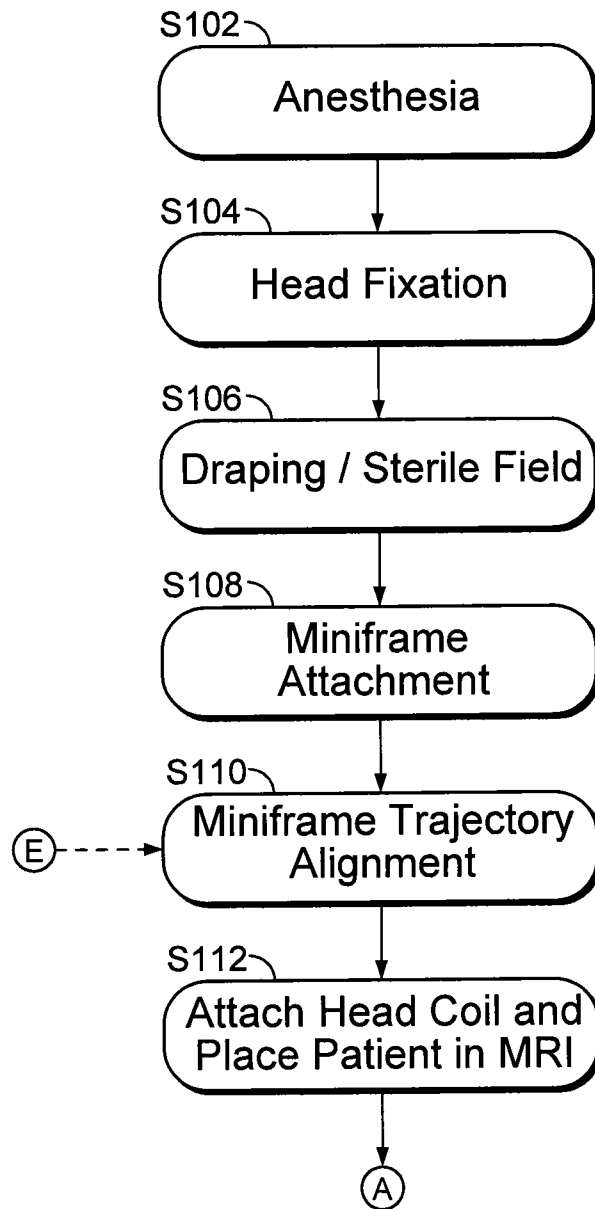 S102
Anesthesia
S104
Head Fixation
S106
Draping / Sterile Field
S108
Miniframe
Attachment
S110
Miniframe Trajectory
Alignment
E
S112
Attach Head Coil and
Place Patient in MRI
A